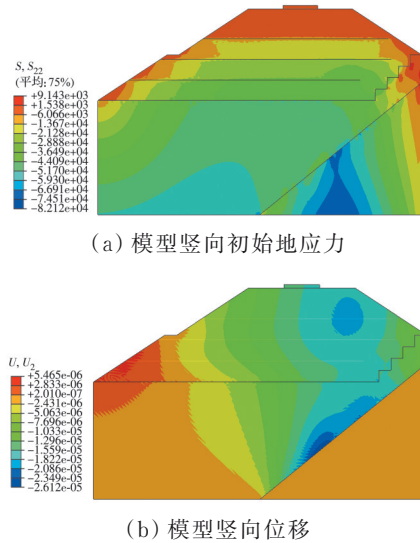 S, S22
(平均: 75%)
+9.143e+03
+1.538e+03
-6.066e+03
-1.367e+04
-2.128e+04
-2.888e+04
-3.649e+04
-4.409e+04
-5.170e+04
-5.930e+04
-6.691e+04
-7.451e+04
-8.212e+04
(a) 模型竖向初始地应力
U, U2
+5.465e-06
+2.833e-06
+2.010e-07
-2.431e-06
-5.063e-06
-7.696e-06
-1.033e-05
-1.296e-05
-1.559e-05
-1.822e-05
-2.086e-05
-2.349e-05
-2.612e-05
(b) 模型竖向位移